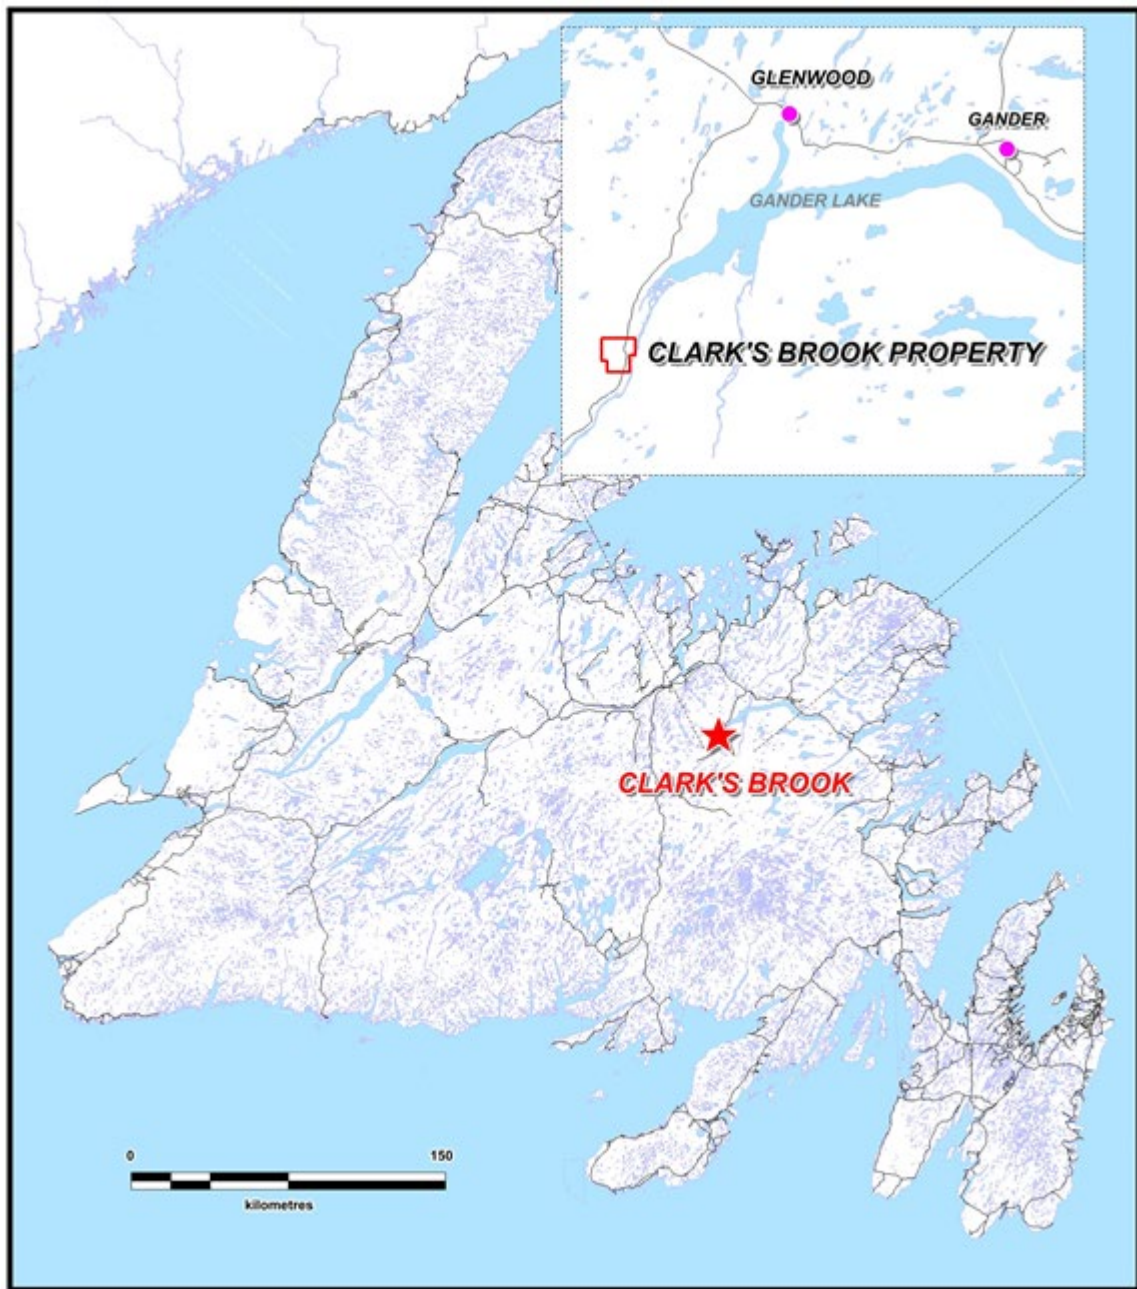 GLENWOOD
GANDER
GANDER LAKE
CLARK'S BROOK PROPERTY
CLARK'S BROOK
0 150
kilometres